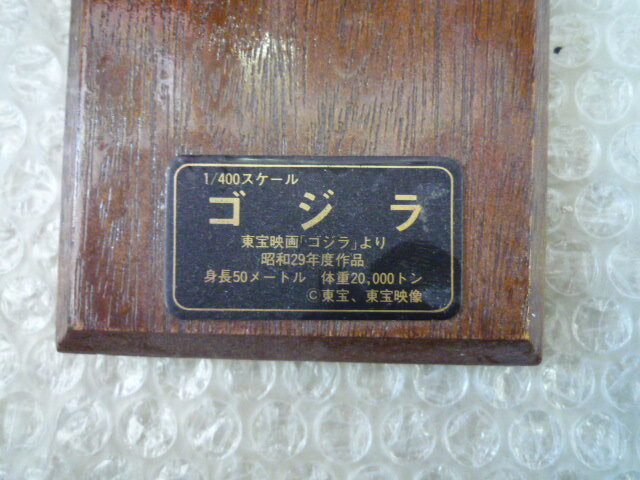 1/400スケール
ゴジラ
東宝映画「ゴジラ」より
昭和29年度作品
身長50メートル 体重20,000トン
©東宝、東宝映像